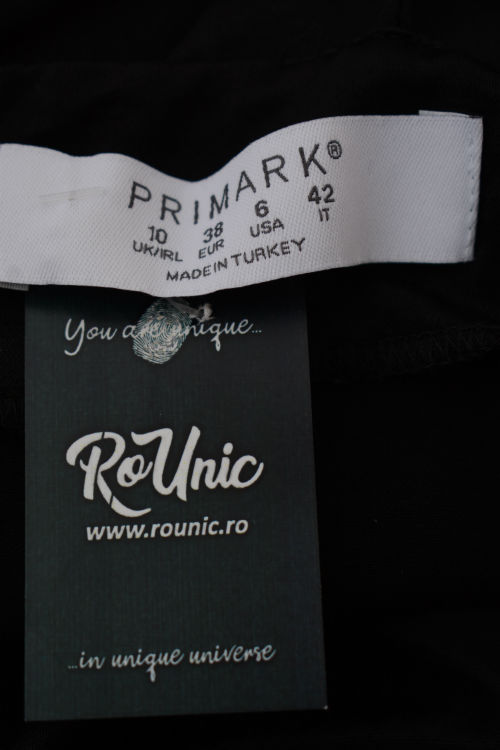 PRIMARK®
10 38 6 42
UK/IRL EUR USA IT
MADE IN TURKEY
You are unique...
RoUnic
www.rounic.ro
...in unique universe